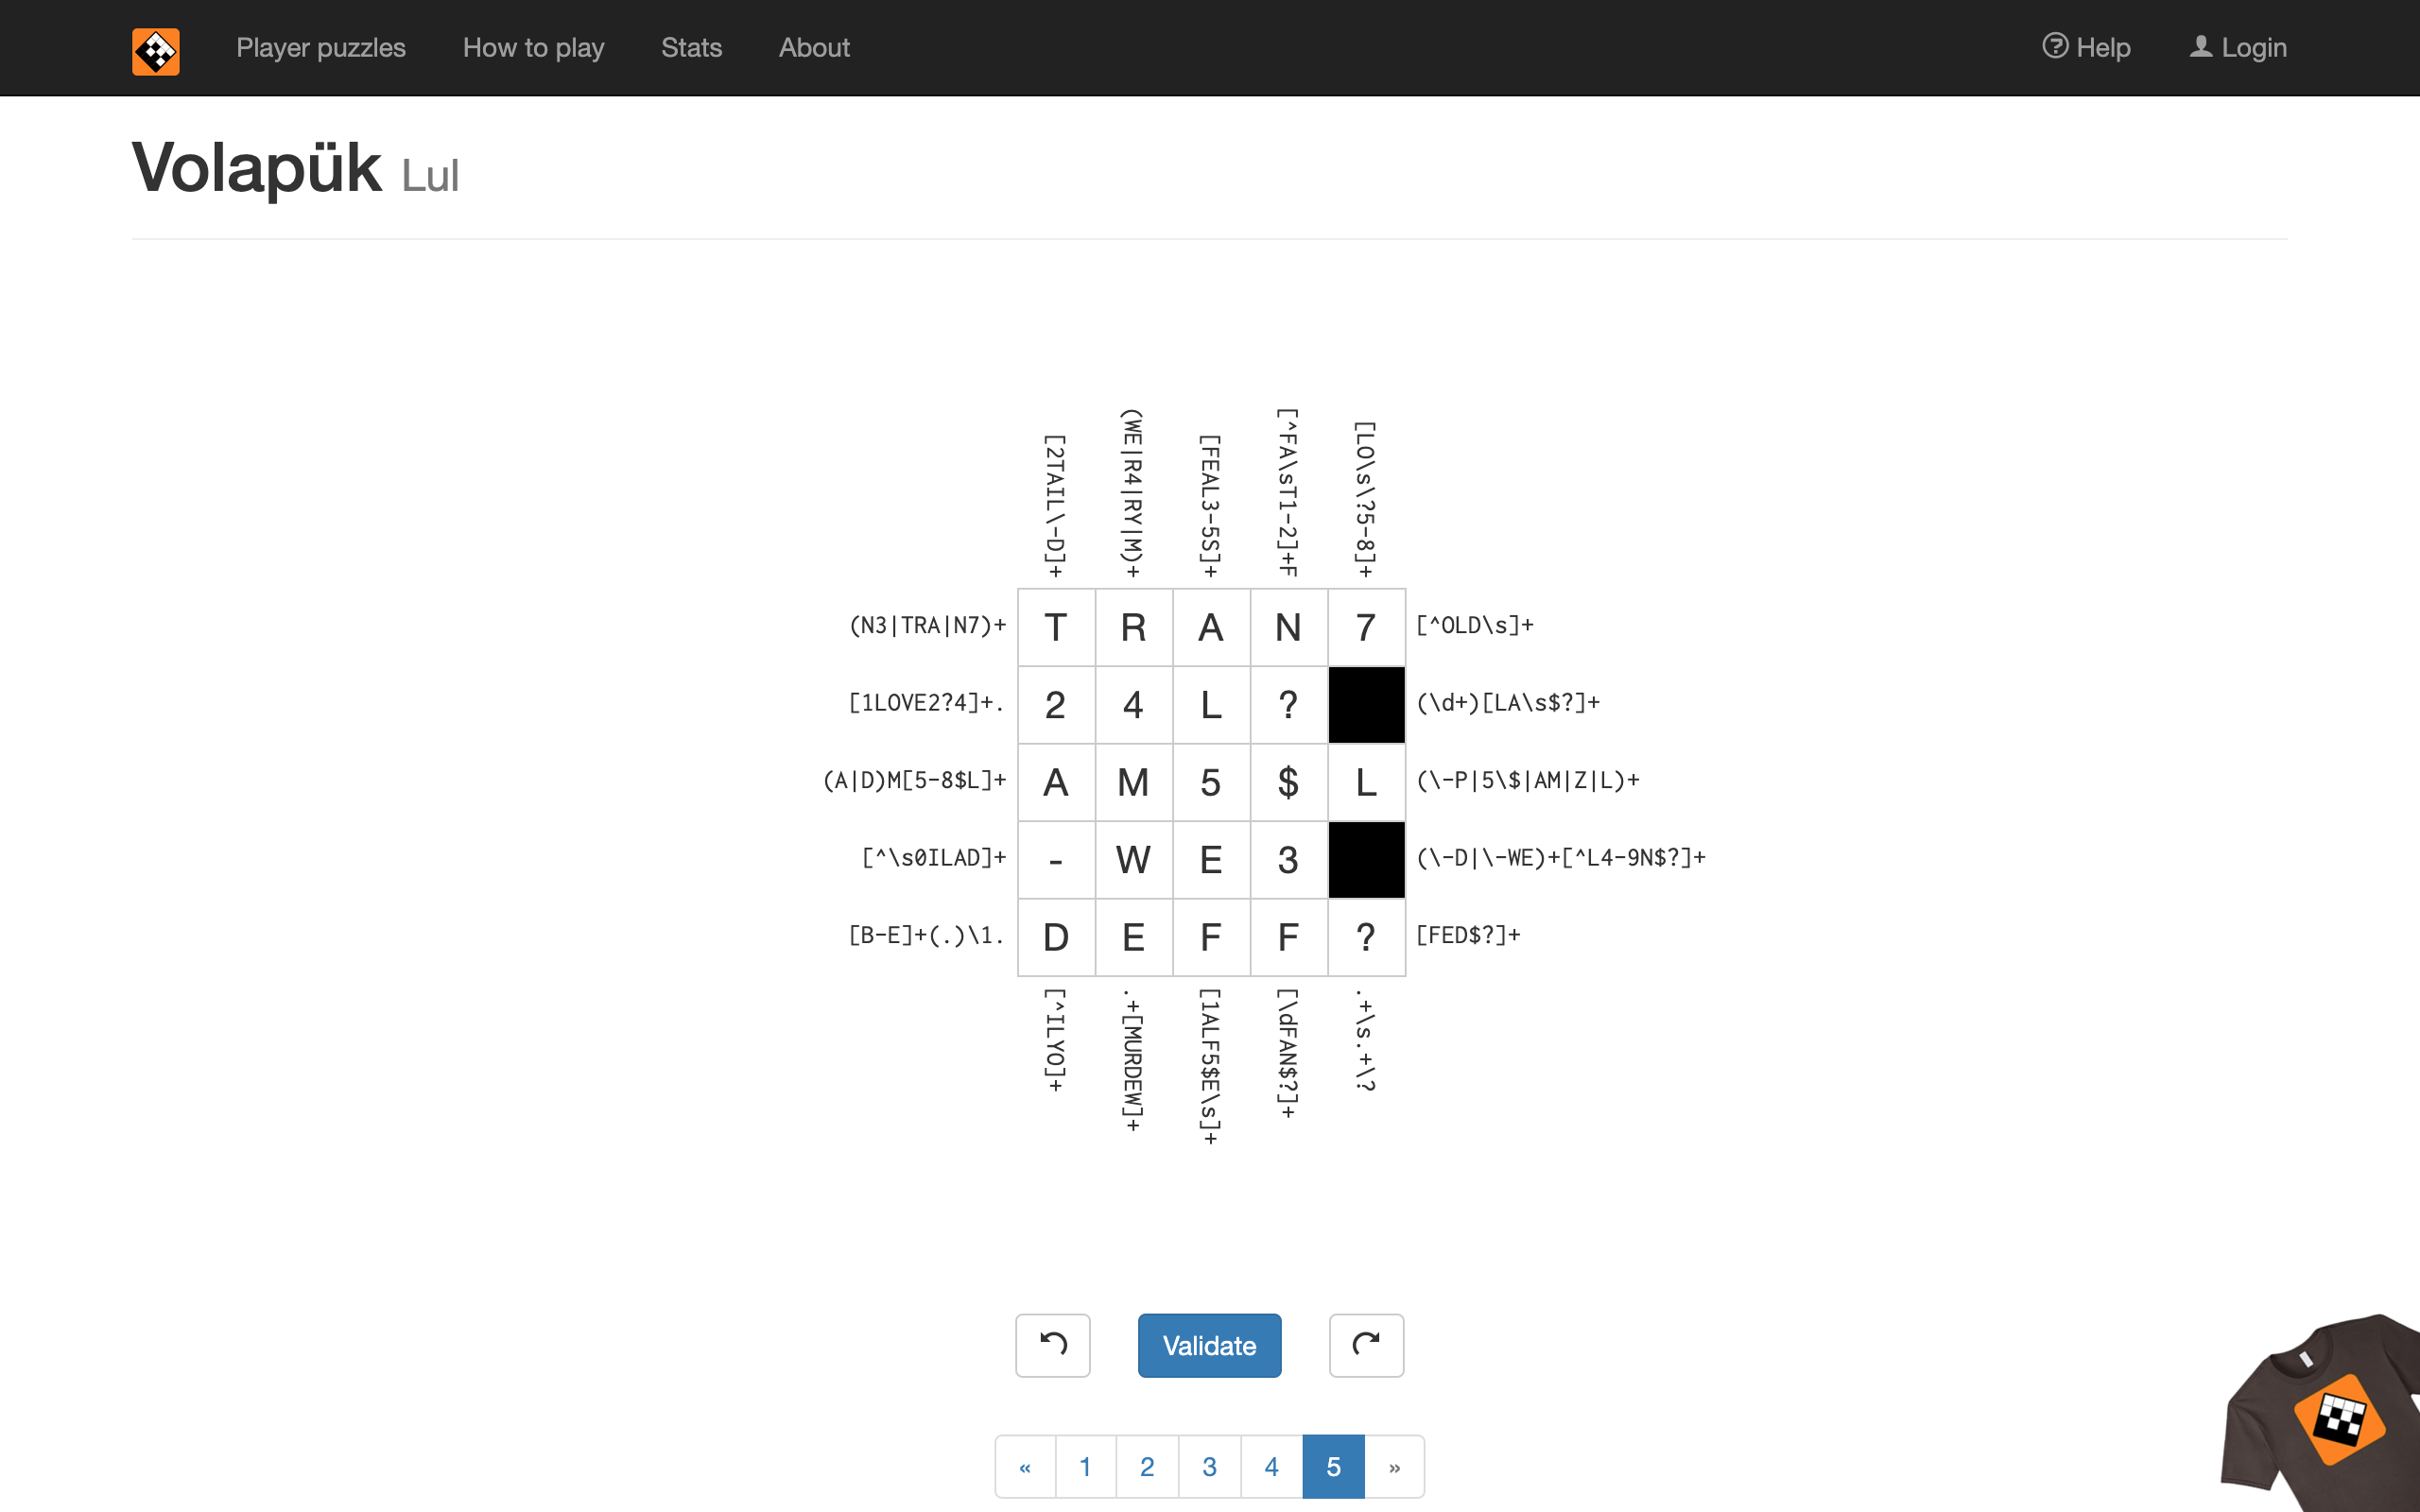 Player puzzles How to play Stats About Help Login
Volapük Lul
[2TAIL\-D]+ (WE|R4|RY|M)+ [FEAL3-5S]+ [^FA\sT1-2]+F [LO\s\?5-8]+
(N3|TRA|N7)+ T R A N 7 [^OLD\s]+
[1LOVE2?4]+. 2 4 L ? (\d+)[LA\s$?]+
(A|D)M[5-8$L]+ A M 5 $ L (\-P|5\$|AM|Z|L)+
[^\s0ILAD]+ - W E 3 (\-D|\-WE)+[^L4-9N$?]+
[B-E]+(.)\1. D E F F ? [FED$?]+
[^ILYO]+ .+[MURDEW]+ [1ALF5$E\s]+ [\dFAN$?]+ .+\s.+\?
Validate
« 1 2 3 4 5 »